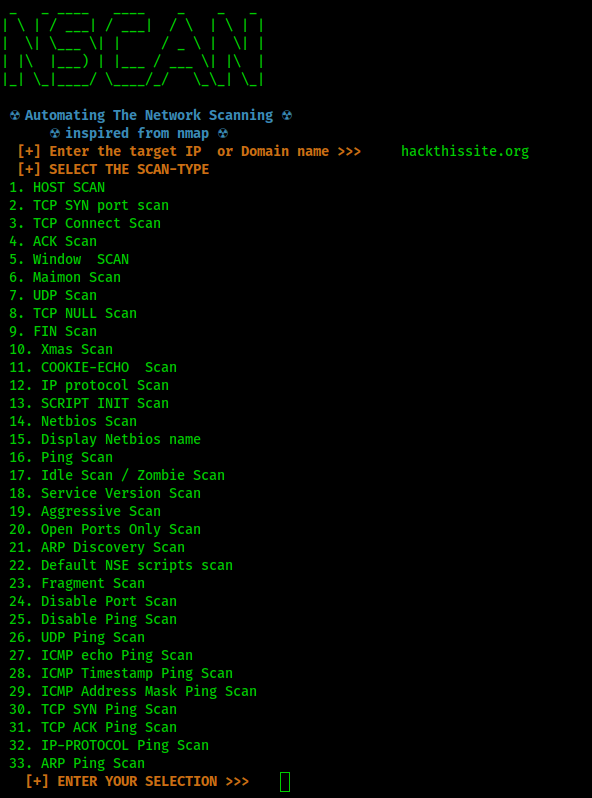 NSCAN
☢ Automating The Network Scanning ☢
☢ inspired from nmap ☢
[+] Enter the target IP  or Domain name >>>     hackthissite.org
[+] SELECT THE SCAN-TYPE
1. HOST SCAN
2. TCP SYN port scan
3. TCP Connect Scan
4. ACK Scan
5. Window  SCAN
6. Maimon Scan
7. UDP Scan
8. TCP NULL Scan
9. FIN Scan
10. Xmas Scan
11. COOKIE-ECHO  Scan
12. IP protocol Scan
13. SCRIPT INIT Scan
14. Netbios Scan
15. Display Netbios name
16. Ping Scan
17. Idle Scan / Zombie Scan
18. Service Version Scan
19. Aggressive Scan
20. Open Ports Only Scan
21. ARP Discovery Scan
22. Default NSE scripts scan
23. Fragment Scan
24. Disable Port Scan
25. Disable Ping Scan
26. UDP Ping Scan
27. ICMP echo Ping Scan
28. ICMP Timestamp Ping Scan
29. ICMP Address Mask Ping Scan
30. TCP SYN Ping Scan
31. TCP ACK Ping Scan
32. IP-PROTOCOL Ping Scan
33. ARP Ping Scan
[+] ENTER YOUR SELECTION >>>